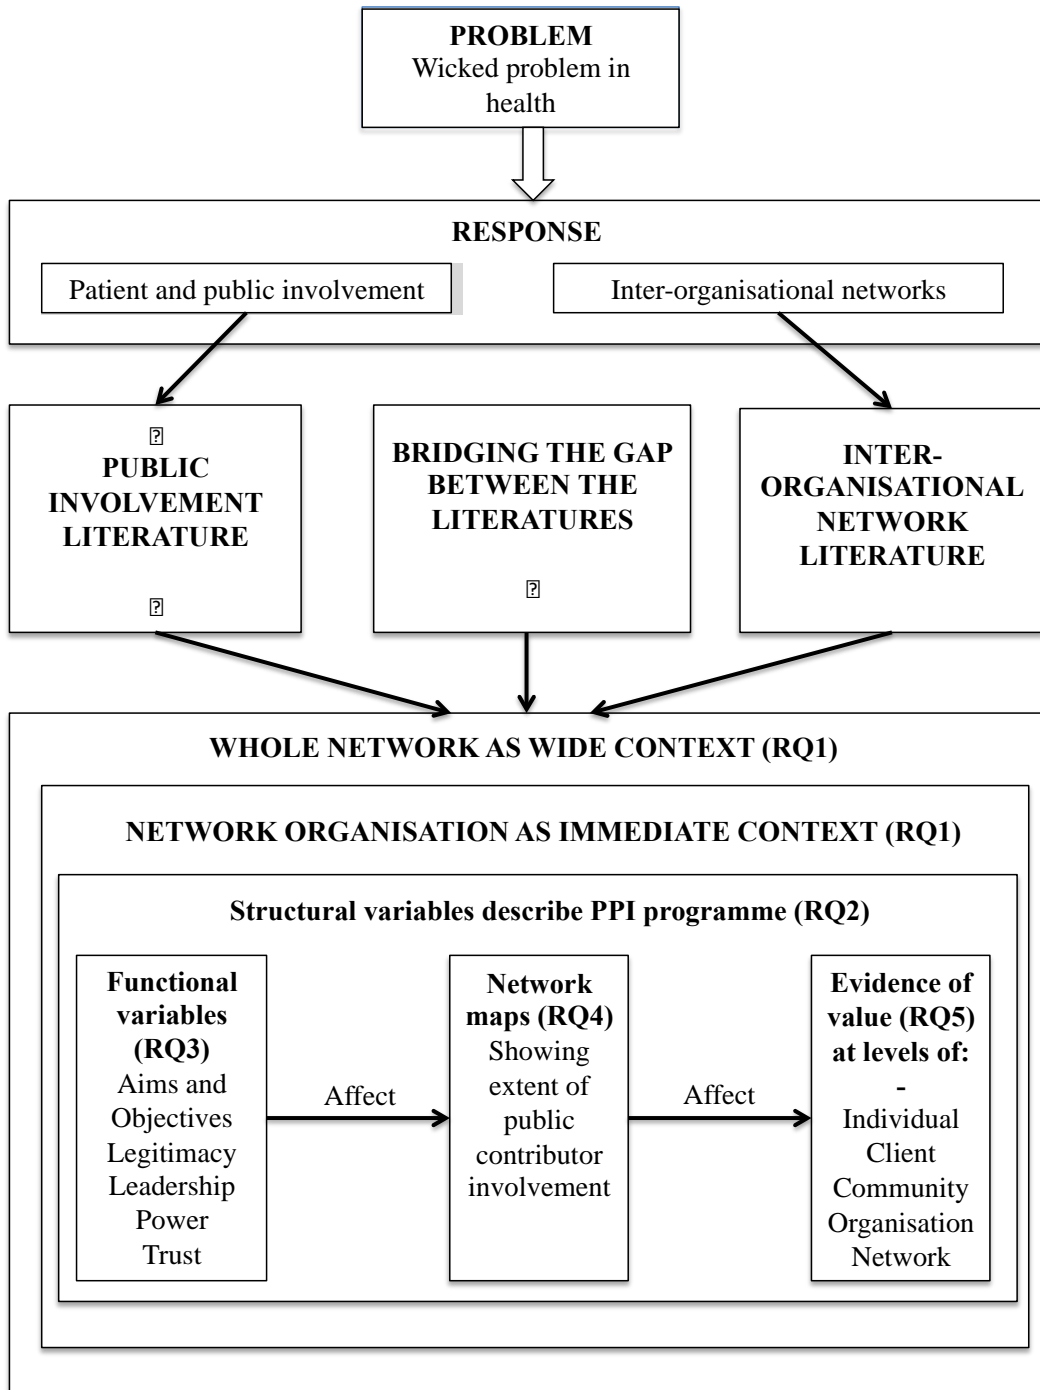 PROBLEM
Wicked problem in
health
RESPONSE
Patient and public involvement
Inter-organisational networks
PUBLIC
INVOLVEMENT
LITERATURE
BRIDGING THE GAP
BETWEEN THE
LITERATURES
INTER-
ORGANISATIONAL
NETWORK
LITERATURE
WHOLE NETWORK AS WIDE CONTEXT (RQ1)
NETWORK ORGANISATION AS IMMEDIATE CONTEXT (RQ1)
Structural variables describe PPI programme (RQ2)
Functional
variables
(RQ3)
Aims and
Objectives
Legitimacy
Leadership
Power
Trust
Affect
Network
maps (RQ4)
Showing
extent of
public
contributor
involvement
Affect
Evidence of
value (RQ5)
at levels of:
-
Individual
Client
Community
Organisation
Network